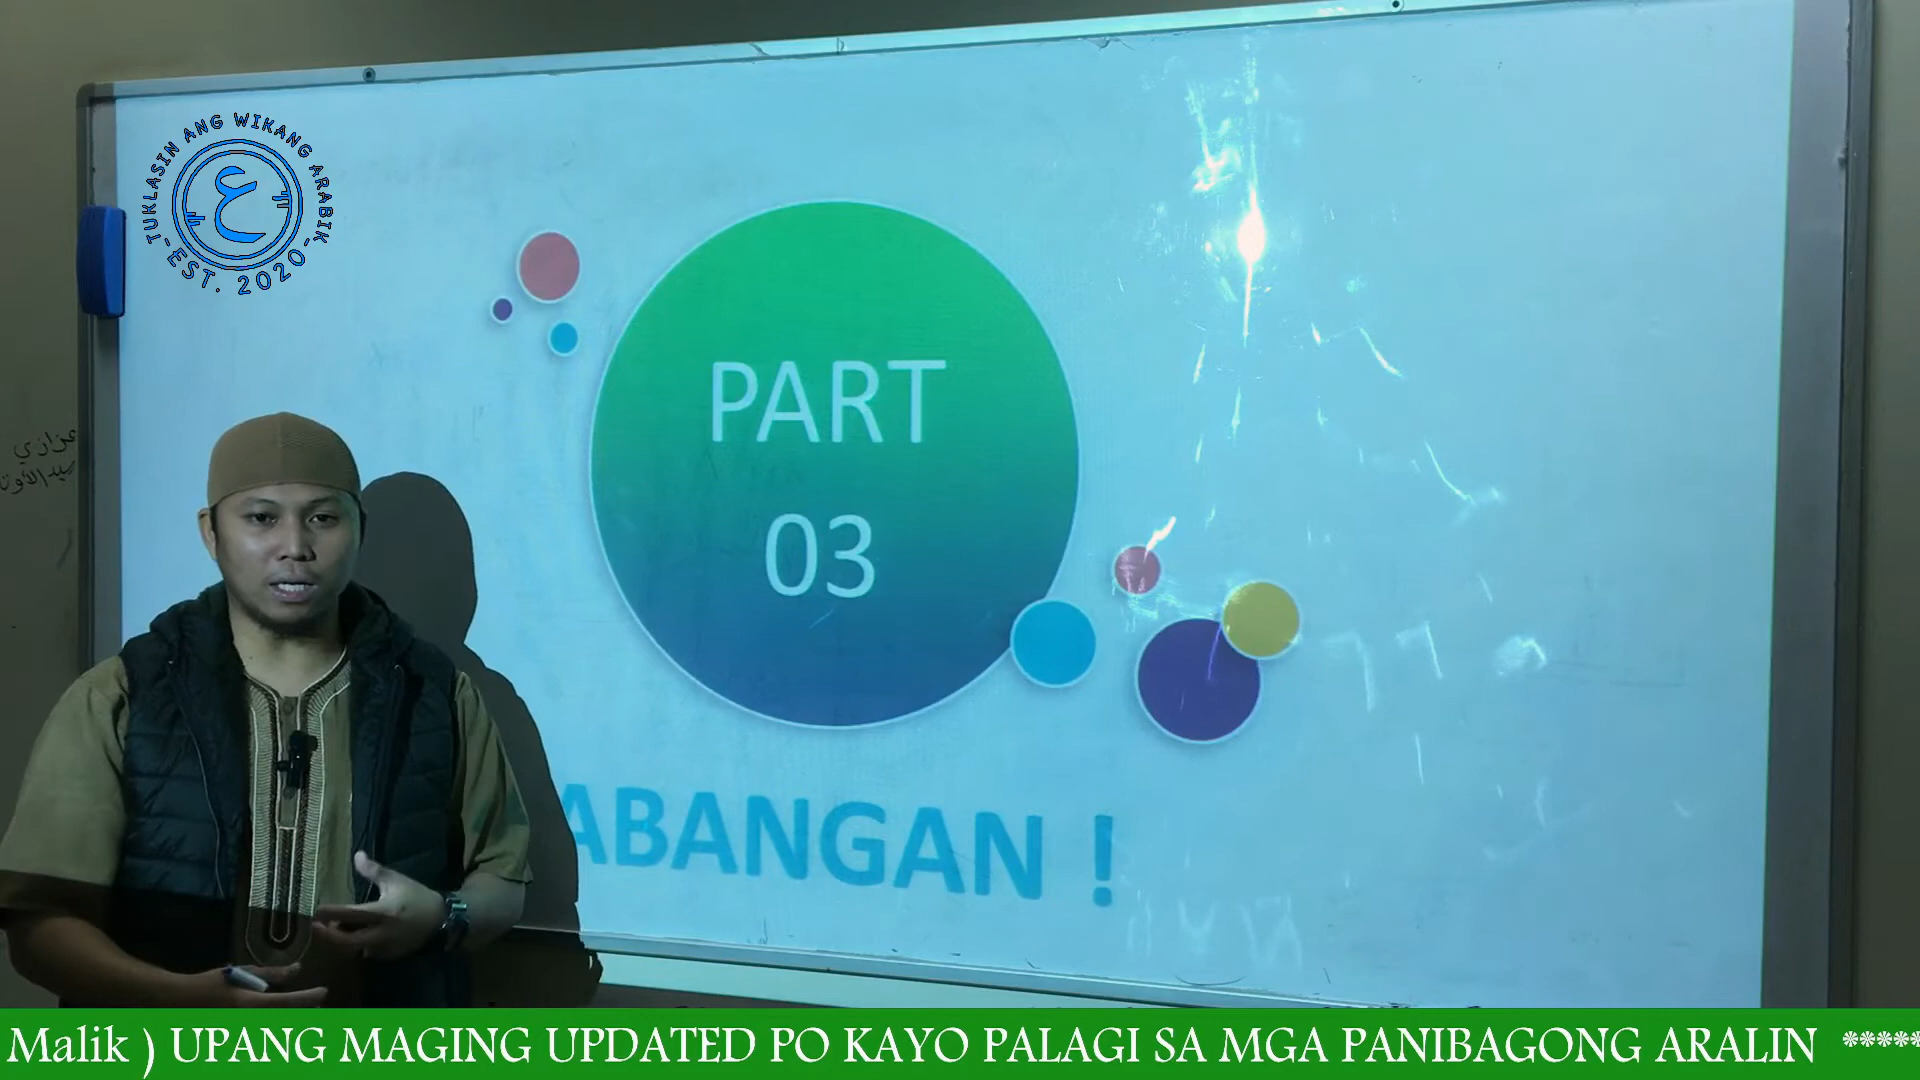 TUKLASIN ANG WIKANG ARABIK
ع
-EST. 2020-
PART
03
ABANGAN !
Malik ) UPANG MAGING UPDATED PO KAYO PALAGI SA MGA PANIBAGONG ARALIN *****